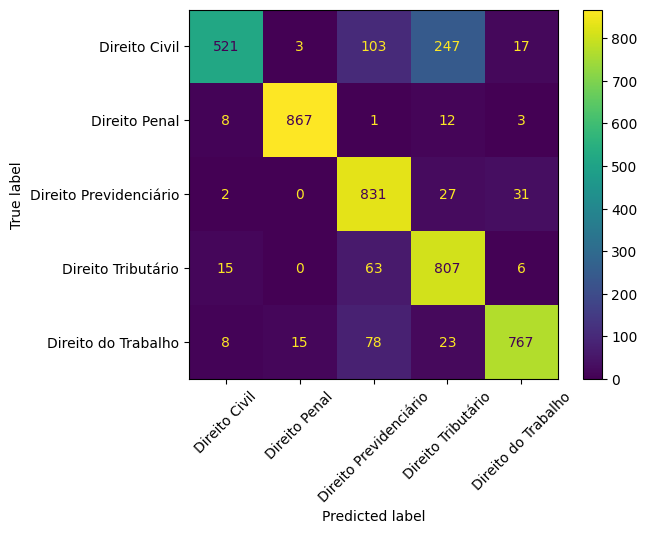 Direito Civil 521 3 103 247 17
Direito Penal 8 867 1 12 3
Direito Previdenciário 2 0 831 27 31
Direito Tributário 15 0 63 807 6
Direito do Trabalho 8 15 78 23 767
True label
Direito Civil
Direito Penal
Direito Previdenciário
Direito Tributário
Direito do Trabalho
Predicted label
800
700
600
500
400
300
200
100
0